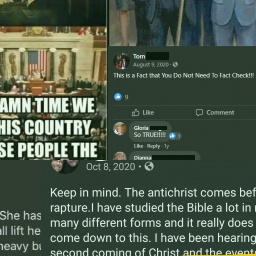 Tom
August 9, 2020 ·
This is a Fact that You Do Not Need To Fact Check!!!
9
Like
Comment
Gloria
So TRUE!!!!
1
Like · Reply · 1y
Dianna
AMN TIME WE
HIS COUNTRY
SE PEOPLE THE
Oct 8, 2020 ·
Keep in mind. The antichrist comes bef
rapture.I have studied the Bible a lot in
many different forms and it really does
come down to this. I have been hearing
second coming of Christ and the event
She has
all lift he
heavy bu